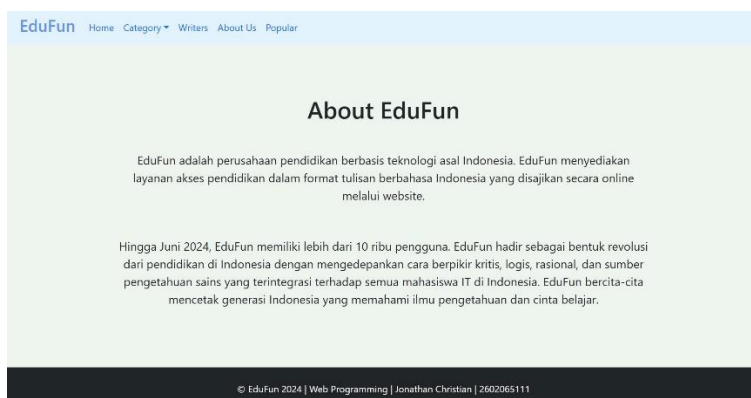 EduFun Home Category Writers About Us Popular
About EduFun
EduFun adalah perusahaan pendidikan berbasis teknologi asal Indonesia. EduFun menyediakan
layanan akses pendidikan dalam format tulisan berbahasa Indonesia yang disajikan secara online
melalui website.
Hingga Juni 2024, EduFun memiliki lebih dari 10 ribu pengguna. EduFun hadir sebagai bentuk revolusi
dari pendidikan di Indonesia dengan mengedepankan cara berpikir kritis, logis, rasional, dan sumber
pengetahuan sains yang terintegrasi terhadap semua mahasiswa IT di Indonesia. EduFun bercita-cita
mencetak generasi Indonesia yang memahami ilmu pengetahuan dan cinta belajar.
© EduFun 2024 | Web Programming | Jonathan Christian | 2602065111